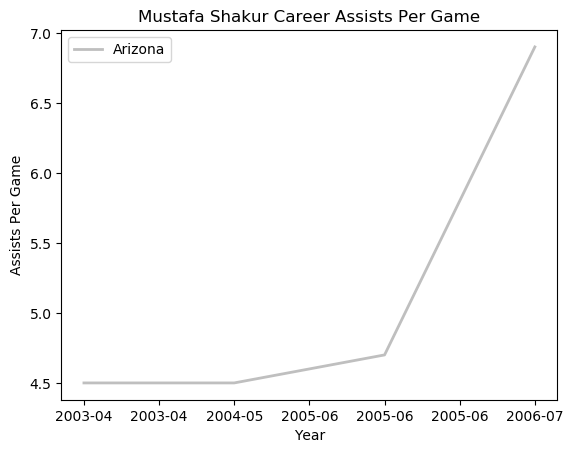 Mustafa Shakur Career Assists Per Game
Arizona
7.0
6.5
6.0
5.5
5.0
4.5
Assists Per Game
2003-04 2003-04 2004-05 2005-06 2005-06 2005-06 2006-07
Year